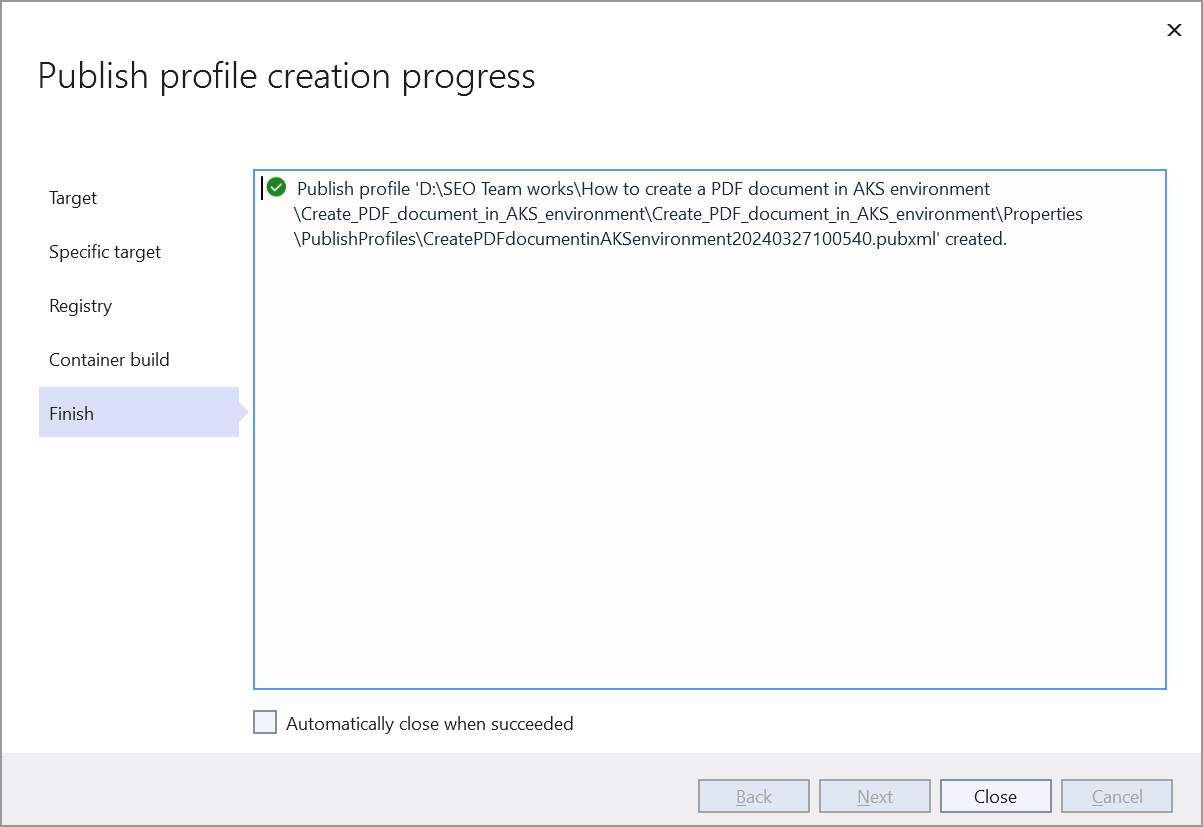 Publish profile creation progress
Target
Specific target
Registry
Container build
Finish
Publish profile 'D:\SEO Team works\How to create a PDF document in AKS environment
\Create_PDF_document_in_AKS_environment\Create_PDF_document_in_AKS_environment\Properties
\PublishProfiles\CreatePDFdocumentinAKSenvironment20240327100540.pubxml' created.
Automatically close when succeeded
Back
Next
Close
Cancel